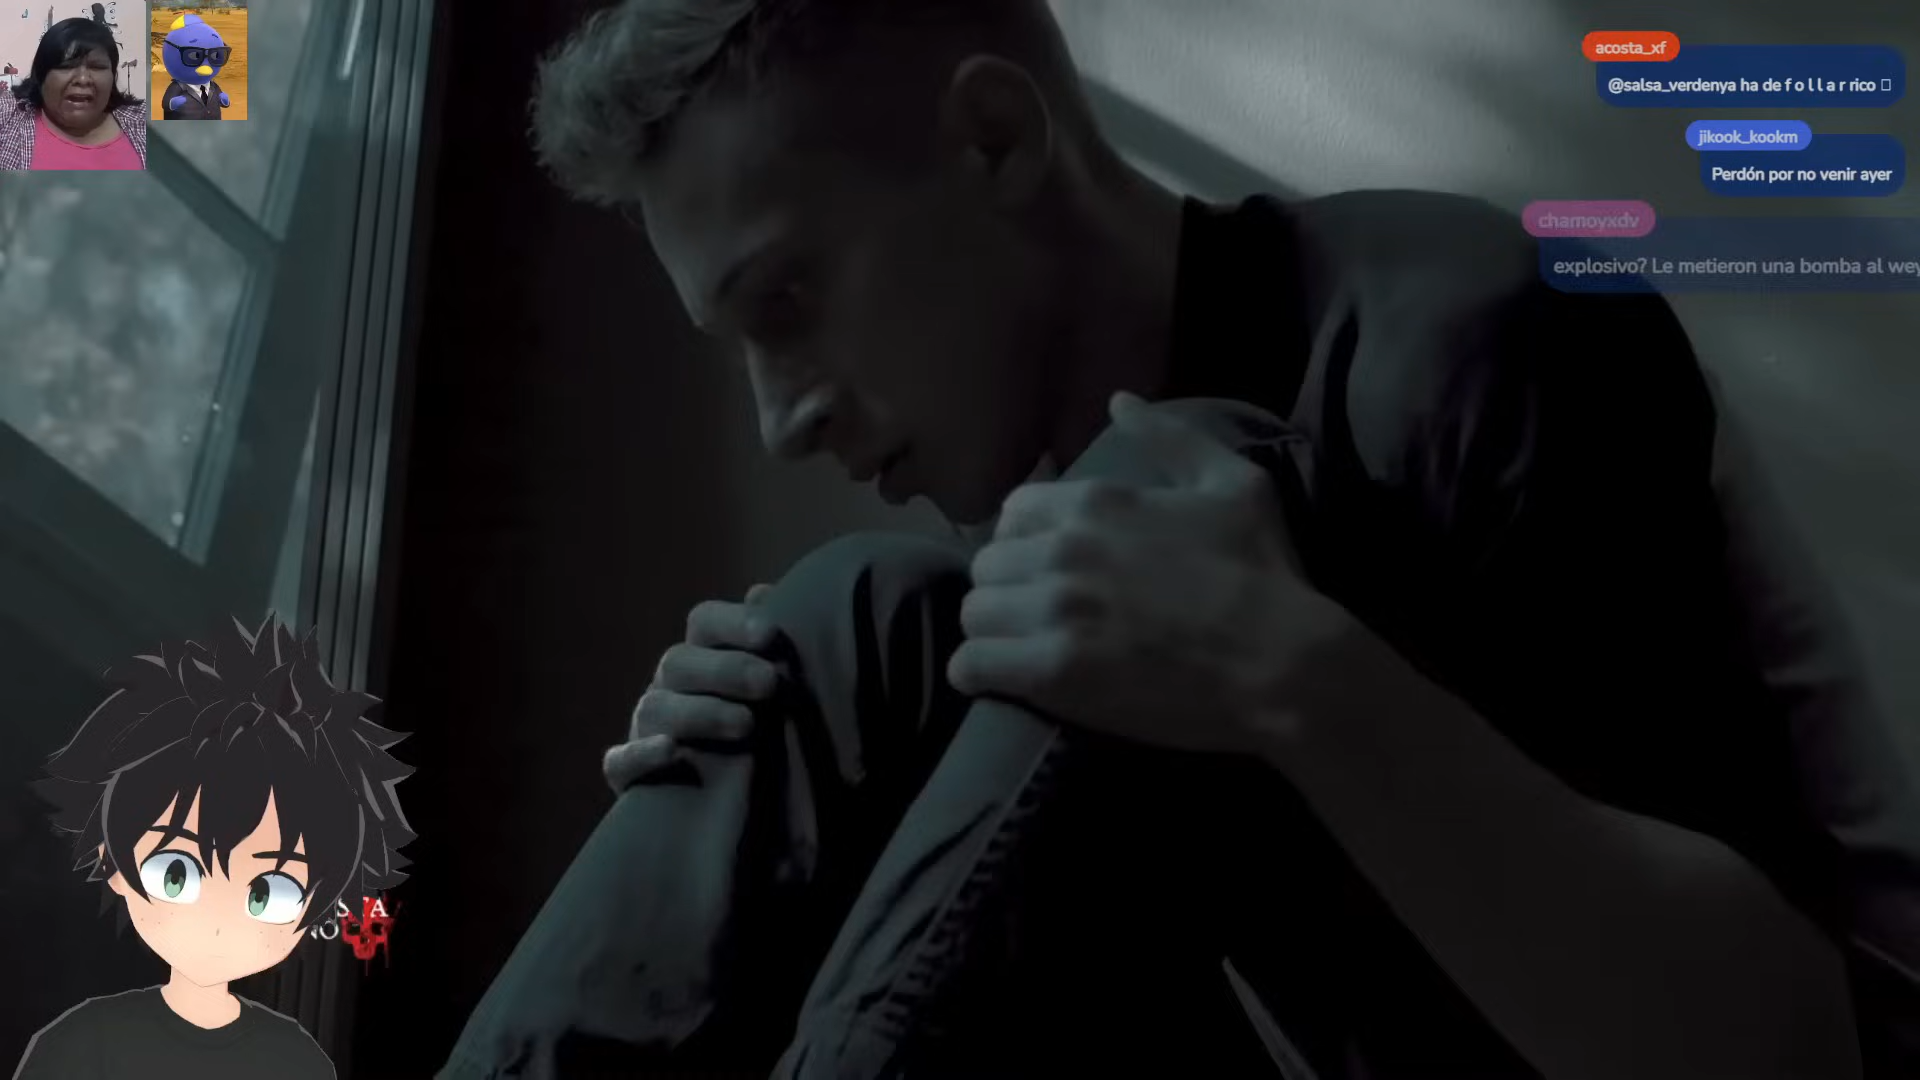 acosta_xf
@salsa_verdenya ha de f o l l a r rico
jikook_kookm
Perdón por no venir ayer
chamoyxdv
explosivo? Le metieron una bomba al wey